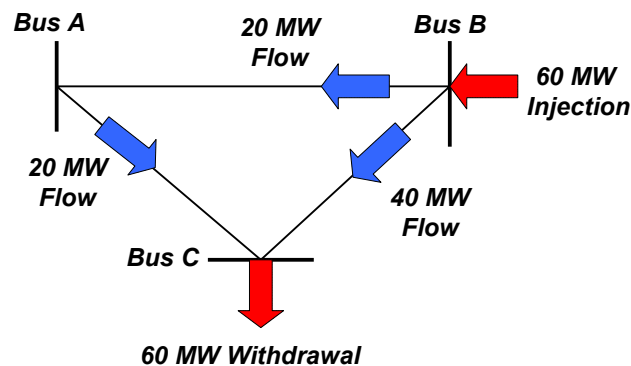 Bus A
20 MW
Flow
Bus B
60 MW
Injection
20 MW
Flow
40 MW
Flow
Bus C
60 MW Withdrawal